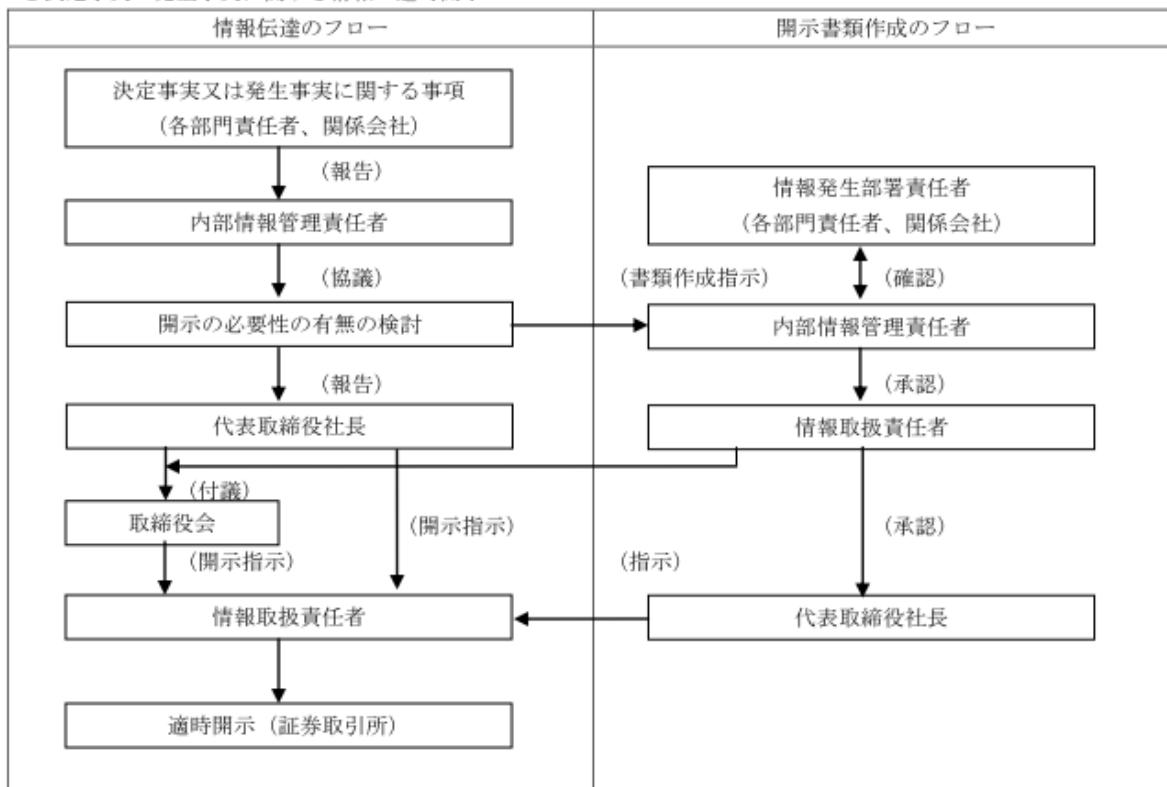 情報伝達のフロー
開示書類作成のフロー
決定事実又は発生事実に関する事項
（各部門責任者、関係会社）
（報告）
内部情報管理責任者
（協議）
開示の必要性の有無の検討
（報告）
代表取締役社長
（付議）
取締役会
（開示指示）
（開示指示）
情報取扱責任者
適時開示（証券取引所）
情報発生部署責任者
（各部門責任者、関係会社）
（書類作成指示）
（確認）
内部情報管理責任者
（承認）
情報取扱責任者
（承認）
（指示）
代表取締役社長